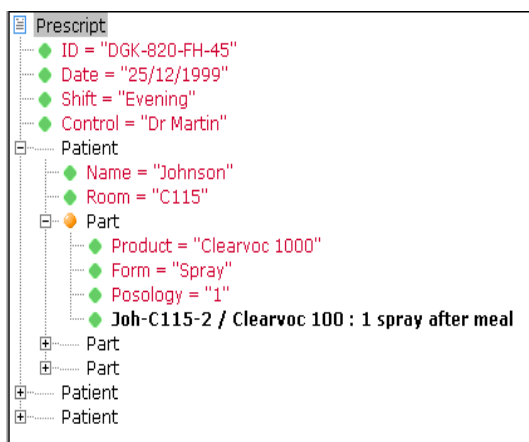 Prescript
ID = "DGK-820-FH-45"
Date = "25/12/1999"
Shift = "Evening"
Control = "Dr Martin"
Patient
Name = "Johnson"
Room = "C115"
Part
Product = "Clearvoc 1000"
Form = "Spray"
Posology = "1"
Joh-C115-2 / Clearvoc 100 : 1 spray after meal
Part
Part
Patient
Patient